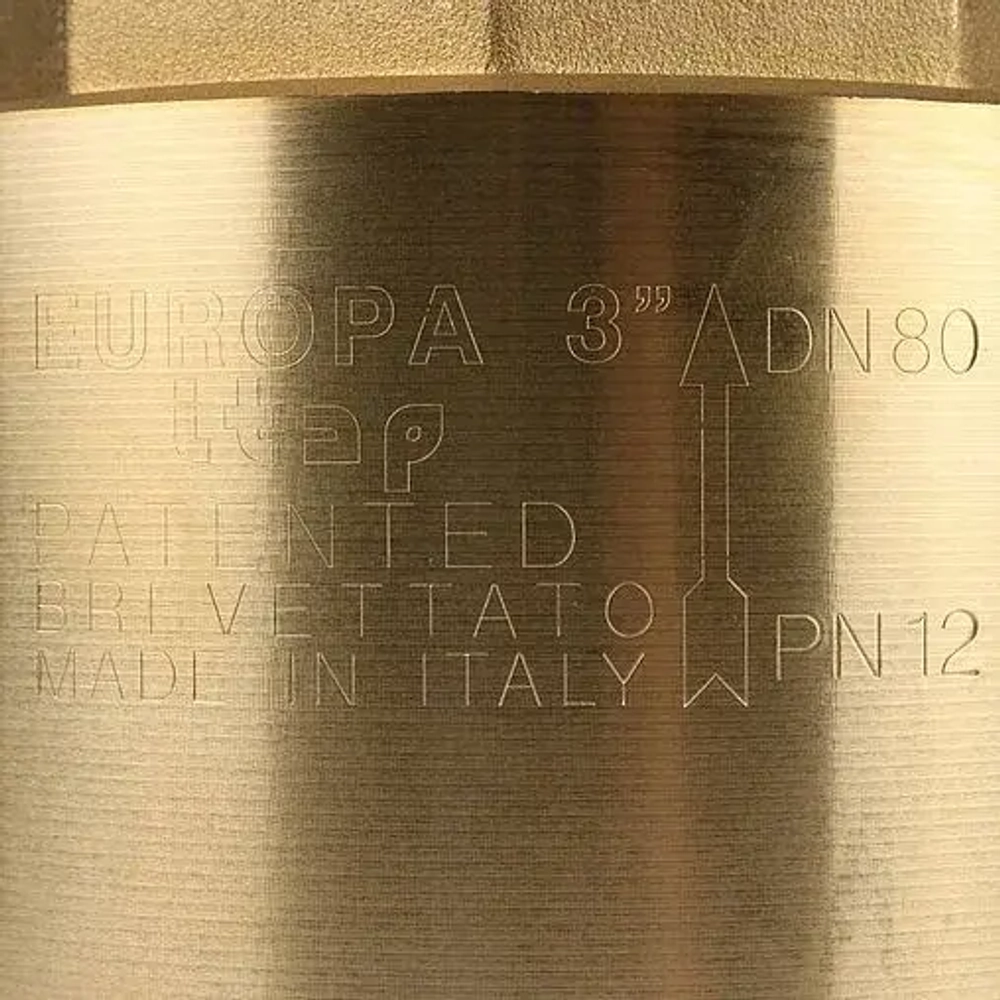 EUROPA 3” DN80
itap
PATENTED
BREVETTATO
MADE IN ITALY
PN12